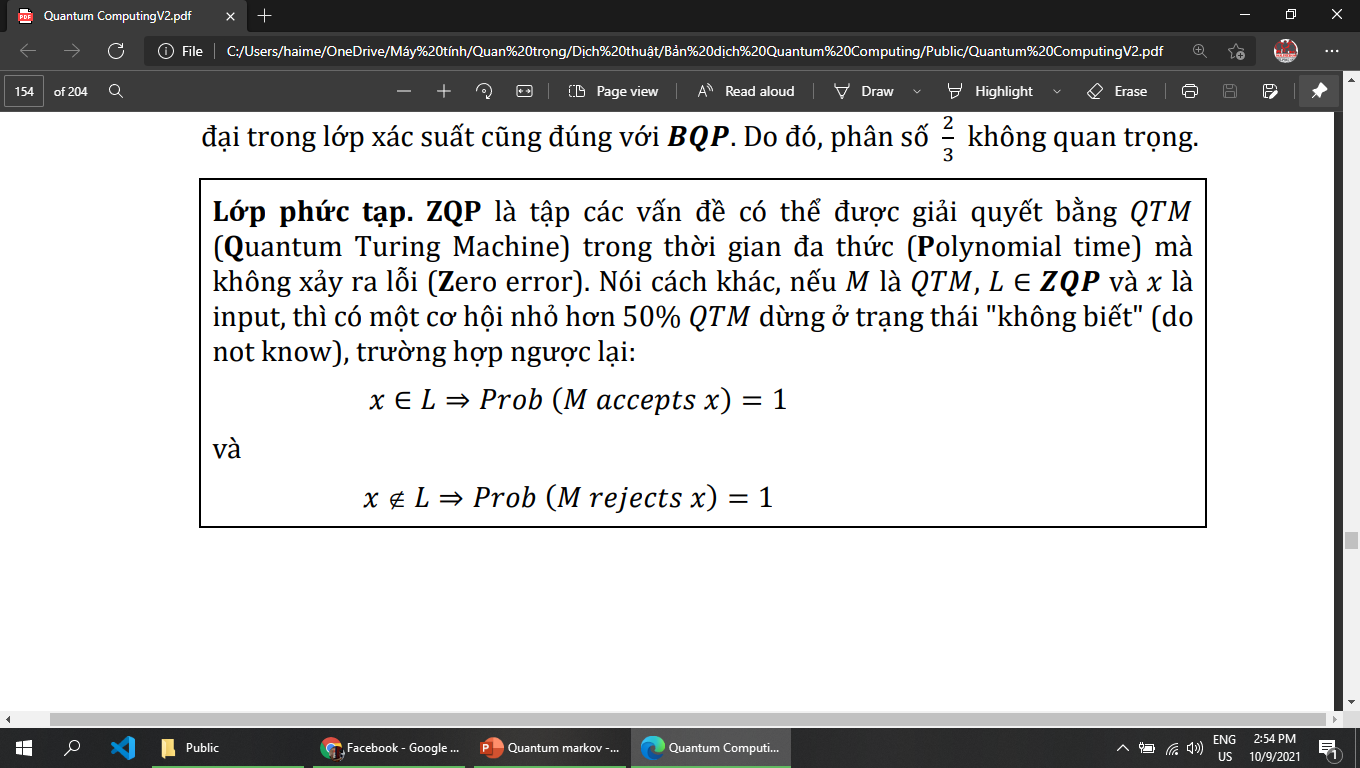 Quantum ComputingV2.pdf
File
C:/Users/haime/OneDrive/Máy%20tính/Quan%20trọng/Dịch%20thuật/Bản%20dịch%20Quantum%20Computing/Public/Quantum%20ComputingV2.pdf
154 of 204
Page view
Read aloud
Draw
Highlight
Erase
đại trong lớp xác suất cũng đúng với BQP. Do đó, phân số 2/3 không quan trọng.
Lớp phức tạp. ZQP là tập các vấn đề có thể được giải quyết bằng QTM
(Quantum Turing Machine) trong thời gian đa thức (Polynomial time) mà
không xảy ra lỗi (Zero error). Nói cách khác, nếu M là QTM, L ∈ ZQP và x là
input, thì có một cơ hội nhỏ hơn 50% QTM dừng ở trạng thái "không biết" (do
not know), trường hợp ngược lại:
x ∈ L ⇒ Prob (M accepts x) = 1
và
x ∉ L ⇒ Prob (M rejects x) = 1
Public
Facebook - Google ...
Quantum markov -...
Quantum Computi...
ENG
US
2:54 PM
10/9/2021
1